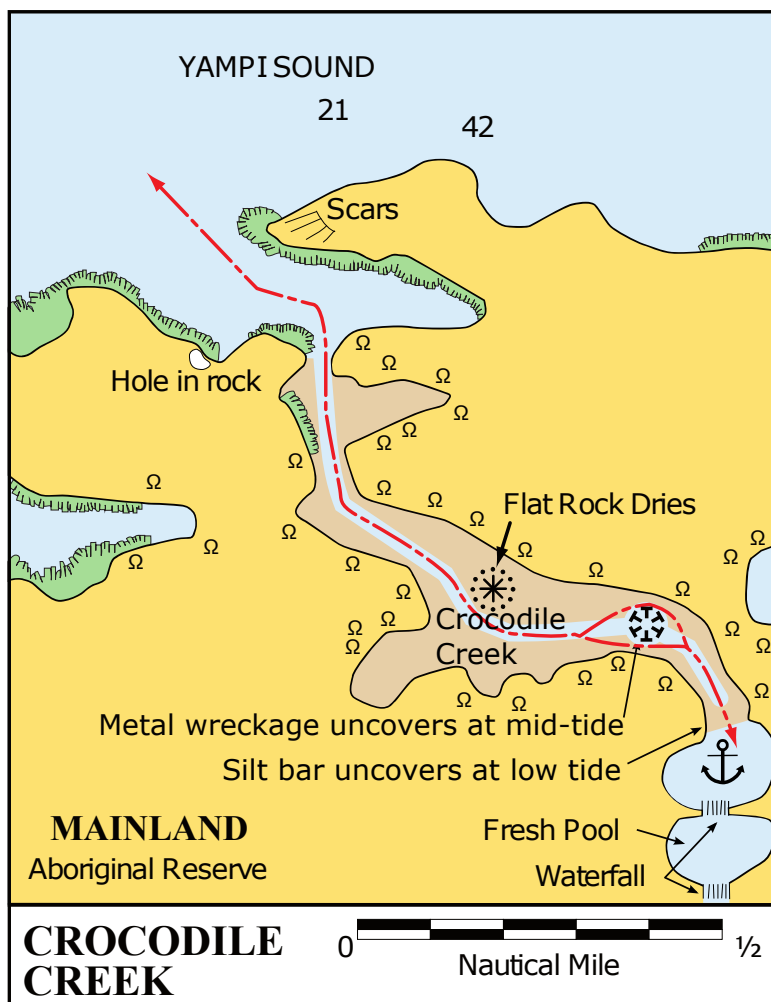 YAMPI SOUND
21
42
Scars
Hole in rock
Flat Rock Dries
Crocodile
Creek
Metal wreckage uncovers at mid-tide
Silt bar uncovers at low tide
MAINLAND
Aboriginal Reserve
Fresh Pool
Waterfall
CROCODILE
CREEK
0
½
Nautical Mile